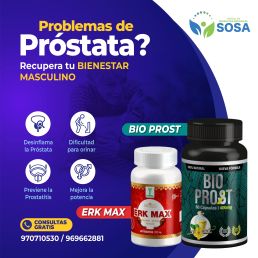 Problemas de
Próstata?
Recupera tu BIENESTAR
MASCULINO
SOSA
Desinflama
la Próstata
Dificultad
para orinar
Previene la
Prostatitis
Mejora la
potencia
BIO PROST
ERK MAX
ERK MAX
BIO
PROST
CONSULTAS
GRATIS
970710530 / 969662881